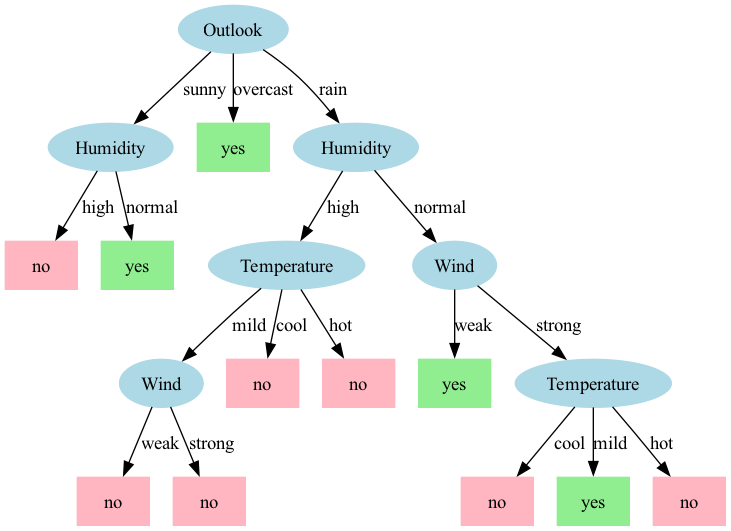 Outlook
sunny overcast rain
Humidity yes Humidity
high normal high normal
no yes Temperature Wind
mild cool hot weak strong
Wind no no yes Temperature
weak strong cool mild hot
no no no yes no